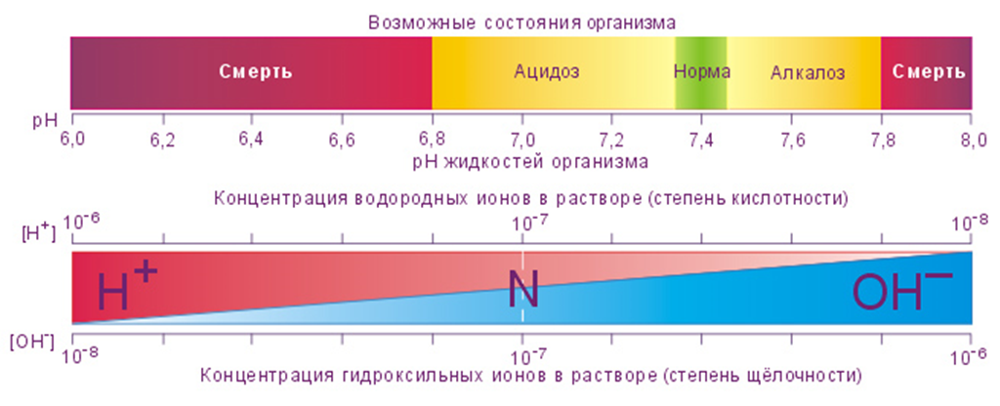 Возможные состояния организма
Смерть Ацидоз Норма Алкалоз Смерть
pH
6,0 6,2 6,4 6,6 6,8 7,0 7,2 7,4 7,6 7,8 8,0
pH жидкостей организма
Концентрация водородных ионов в растворе (степень кислотности)
[H⁺] 10⁻⁶ 10⁻⁷ 10⁻⁸
H⁺ N OH⁻
[OH⁻] 10⁻⁸ 10⁻⁷ 10⁻⁶
Концентрация гидроксильных ионов в растворе (степень щёлочности)